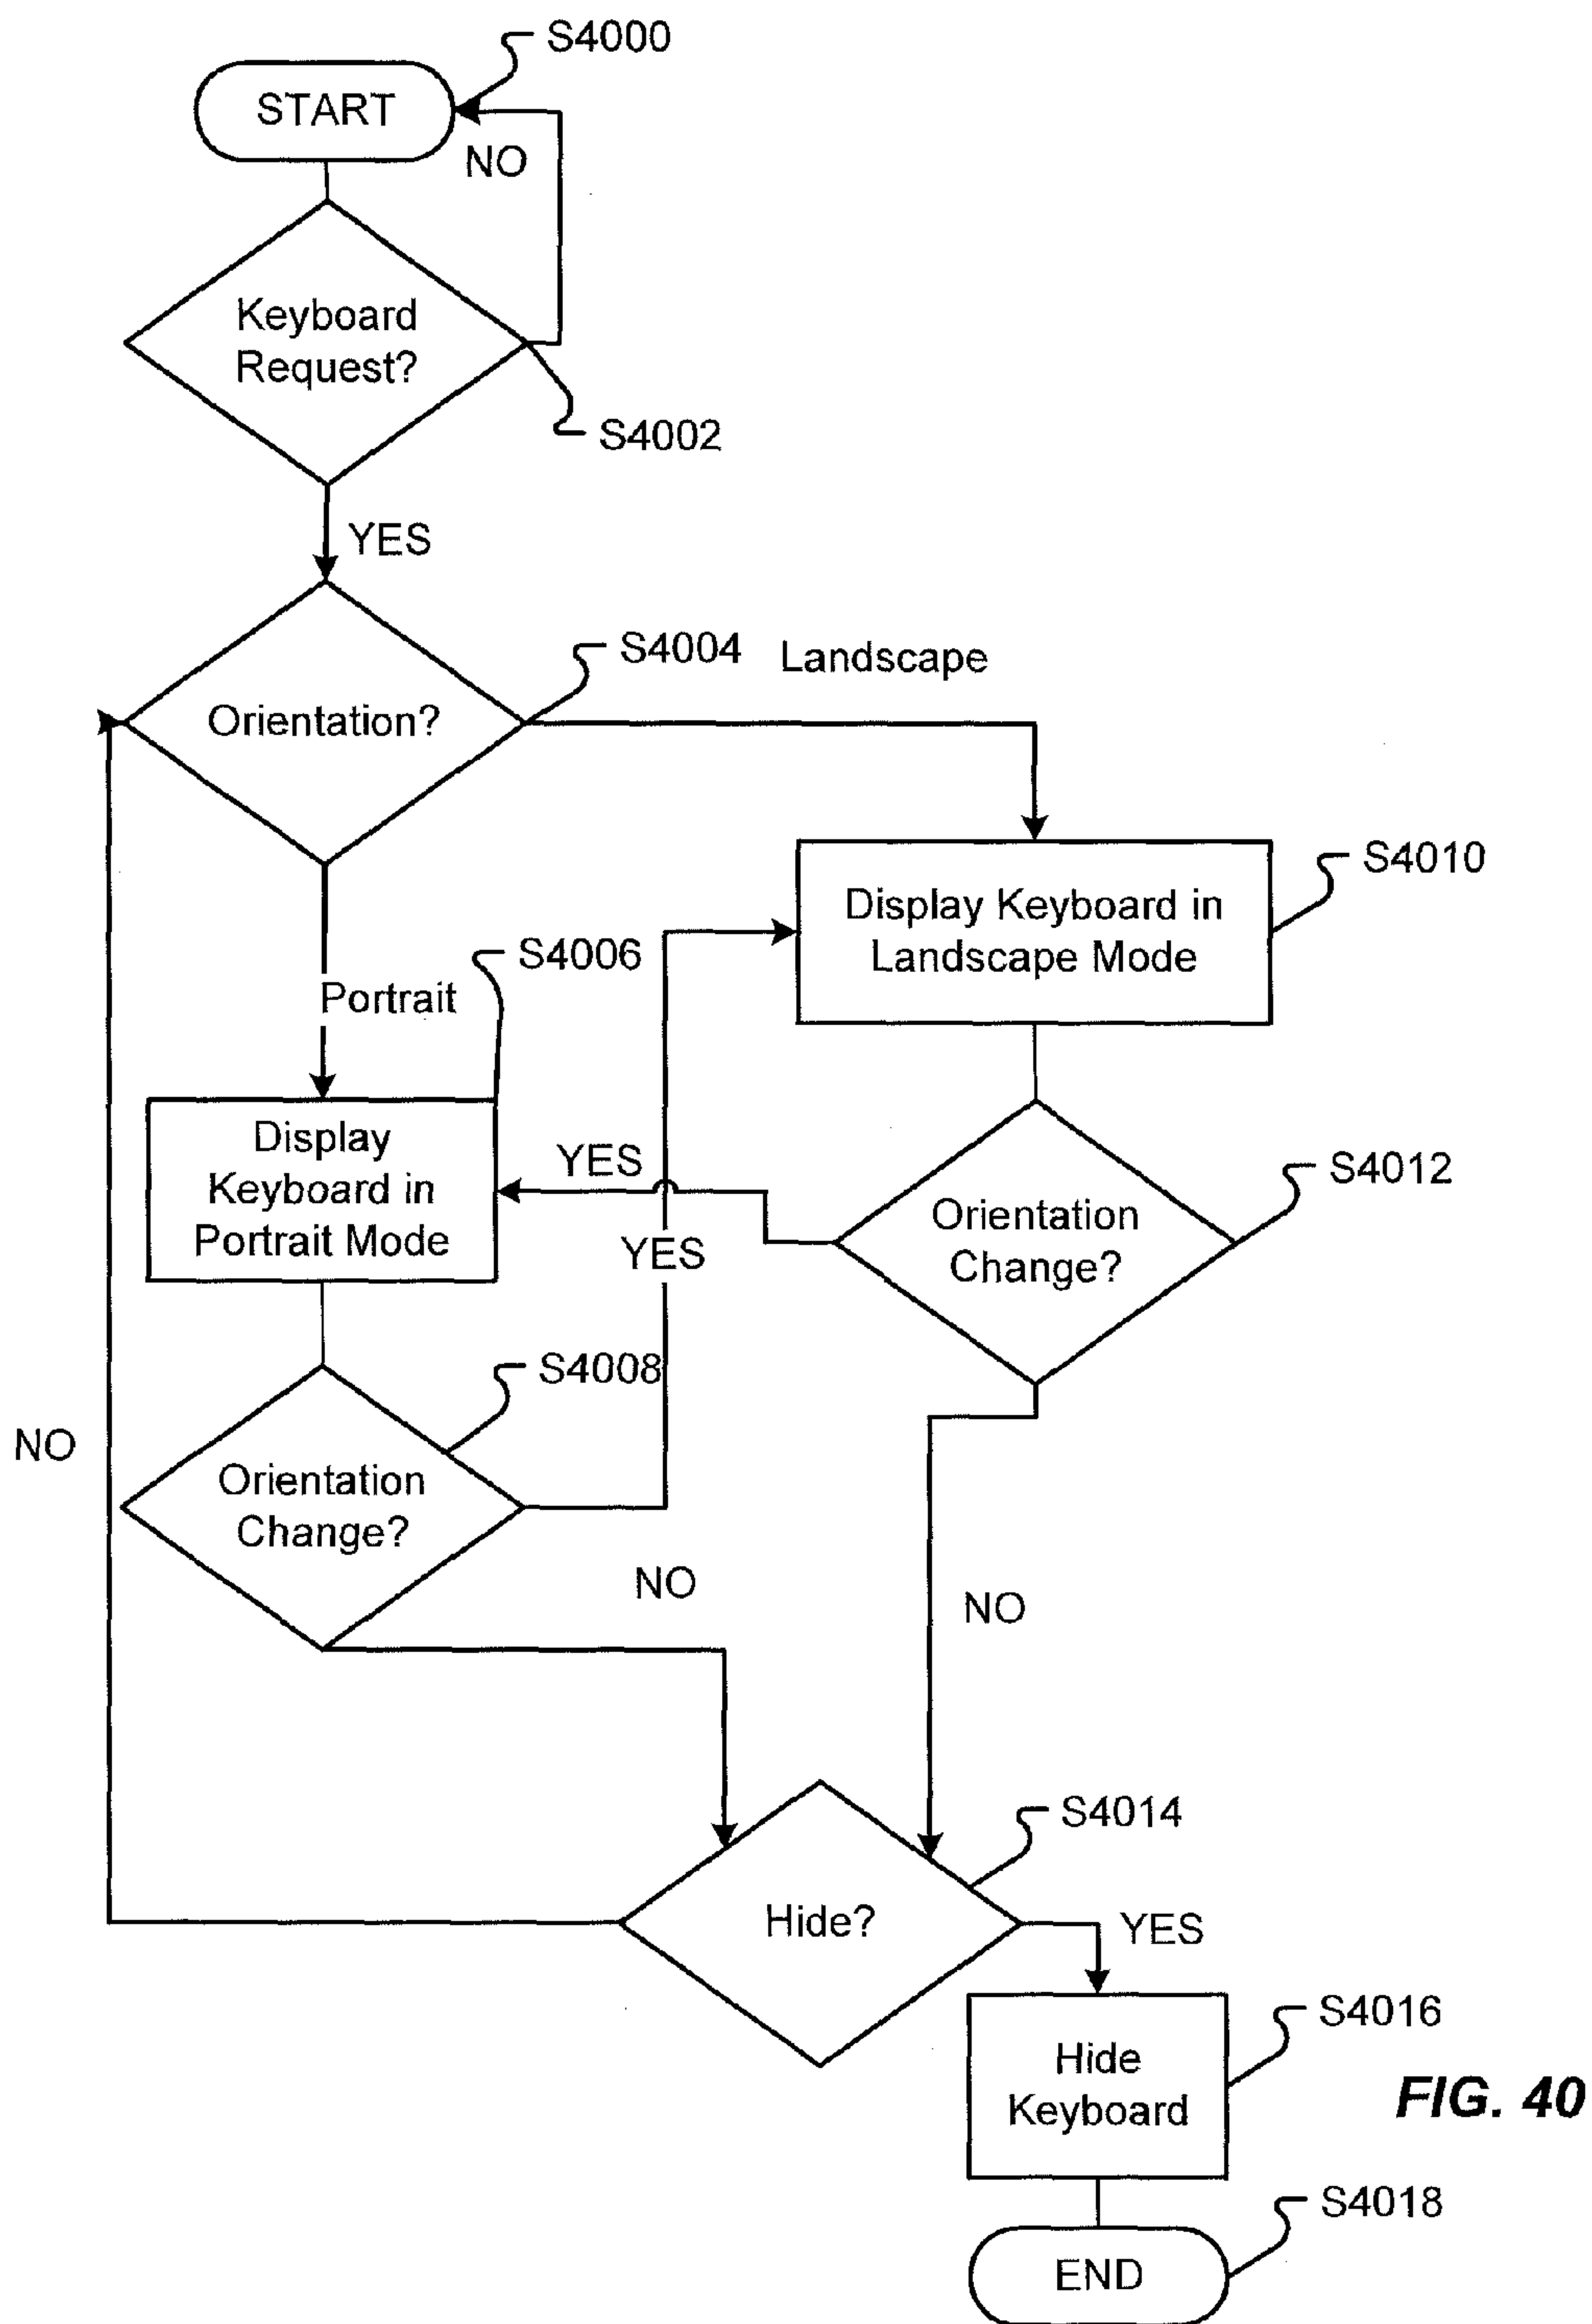 S4000
START
NO
Keyboard
Request?
S4002
YES
S4004
Landscape
Orientation?
S4010
Display Keyboard in
Landscape Mode
S4006
Portrait
Display
Keyboard in
Portrait Mode
YES
YES
S4012
Orientation
Change?
S4008
NO
Orientation
Change?
NO
NO
S4014
Hide?
YES
S4016
Hide
Keyboard
FIG. 40
S4018
END